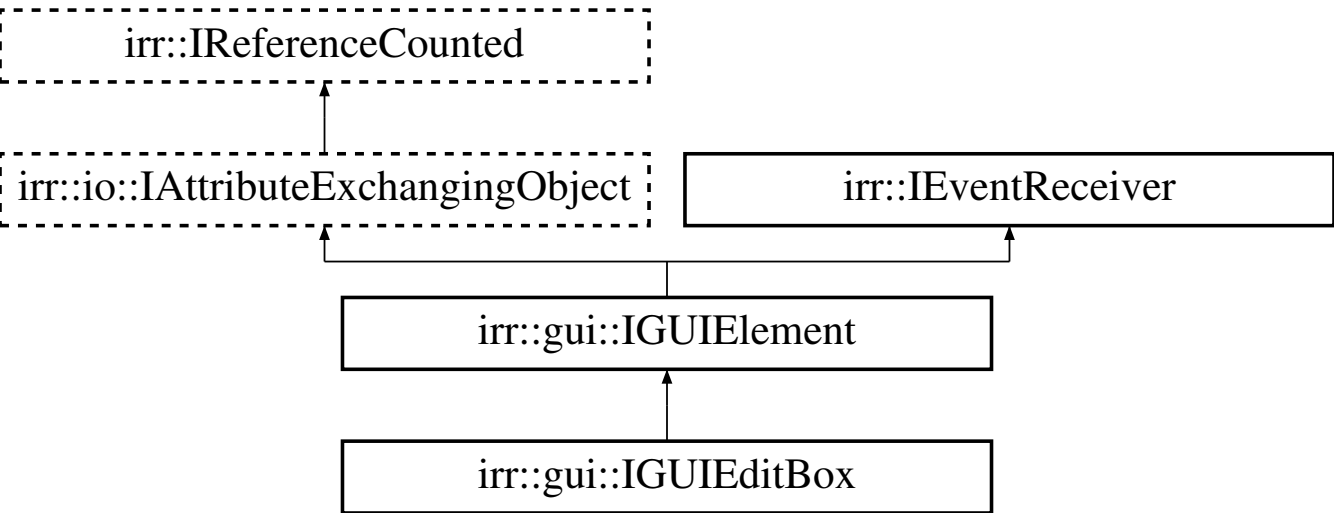 irr::IReferenceCounted
irr::io::IAttributeExchangingObject
irr::IEventReceiver
irr::gui::IGUIElement
irr::gui::IGUIEditBox